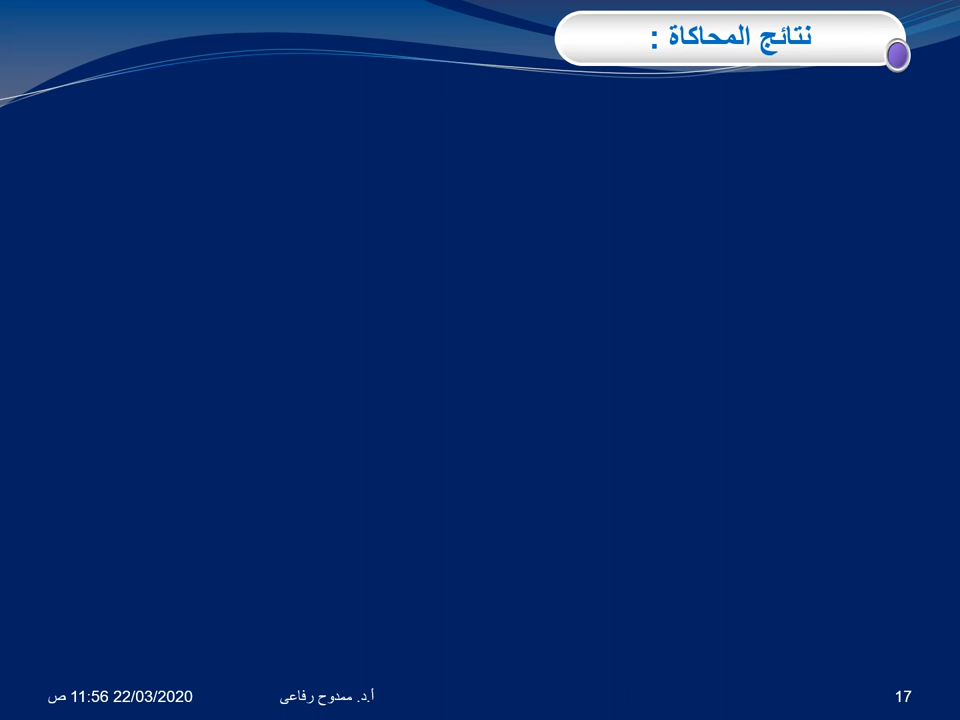 نتائج المحاكاة :
22/03/2020 11:56 ص
أ.د. ممدوح رفاعى
17